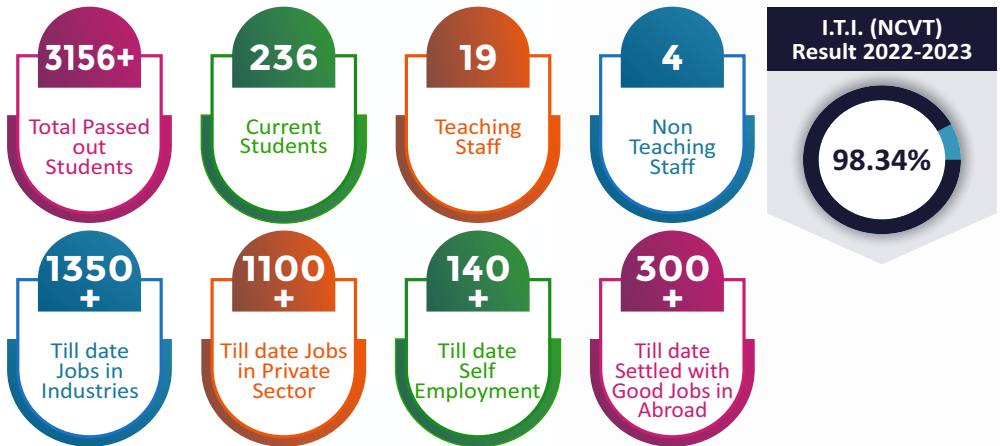 3156+
Total Passed
out
Students
236
Current
Students
19
Teaching
Staff
4
Non
Teaching
Staff
I.T.I. (NCVT)
Result 2022-2023
98.34%
1350
+
Till date
Jobs in
Industries
1100
+
Till date Jobs
in Private
Sector
140
+
Till date
Self
Employment
300
+
Till date
Settled with
Good Jobs in
Abroad